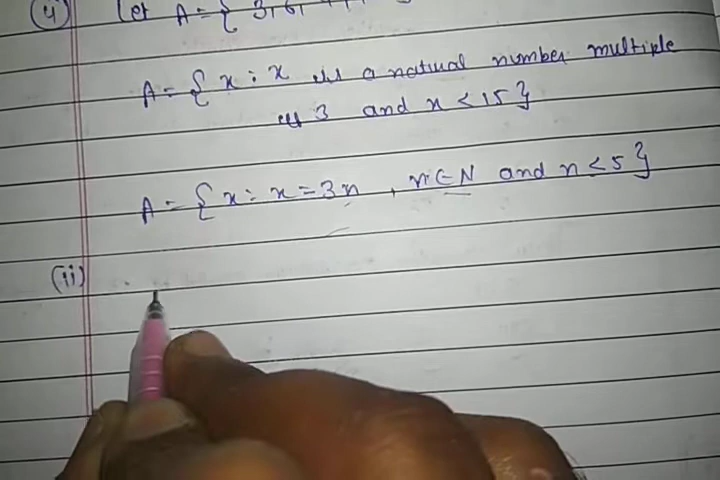 (4) Let A = { 3, 6,
A = { x : x is a natural number multiple
of 3 and x < 15 }
A = { x : x = 3n , n ∈ N and n < 5 }
(ii)